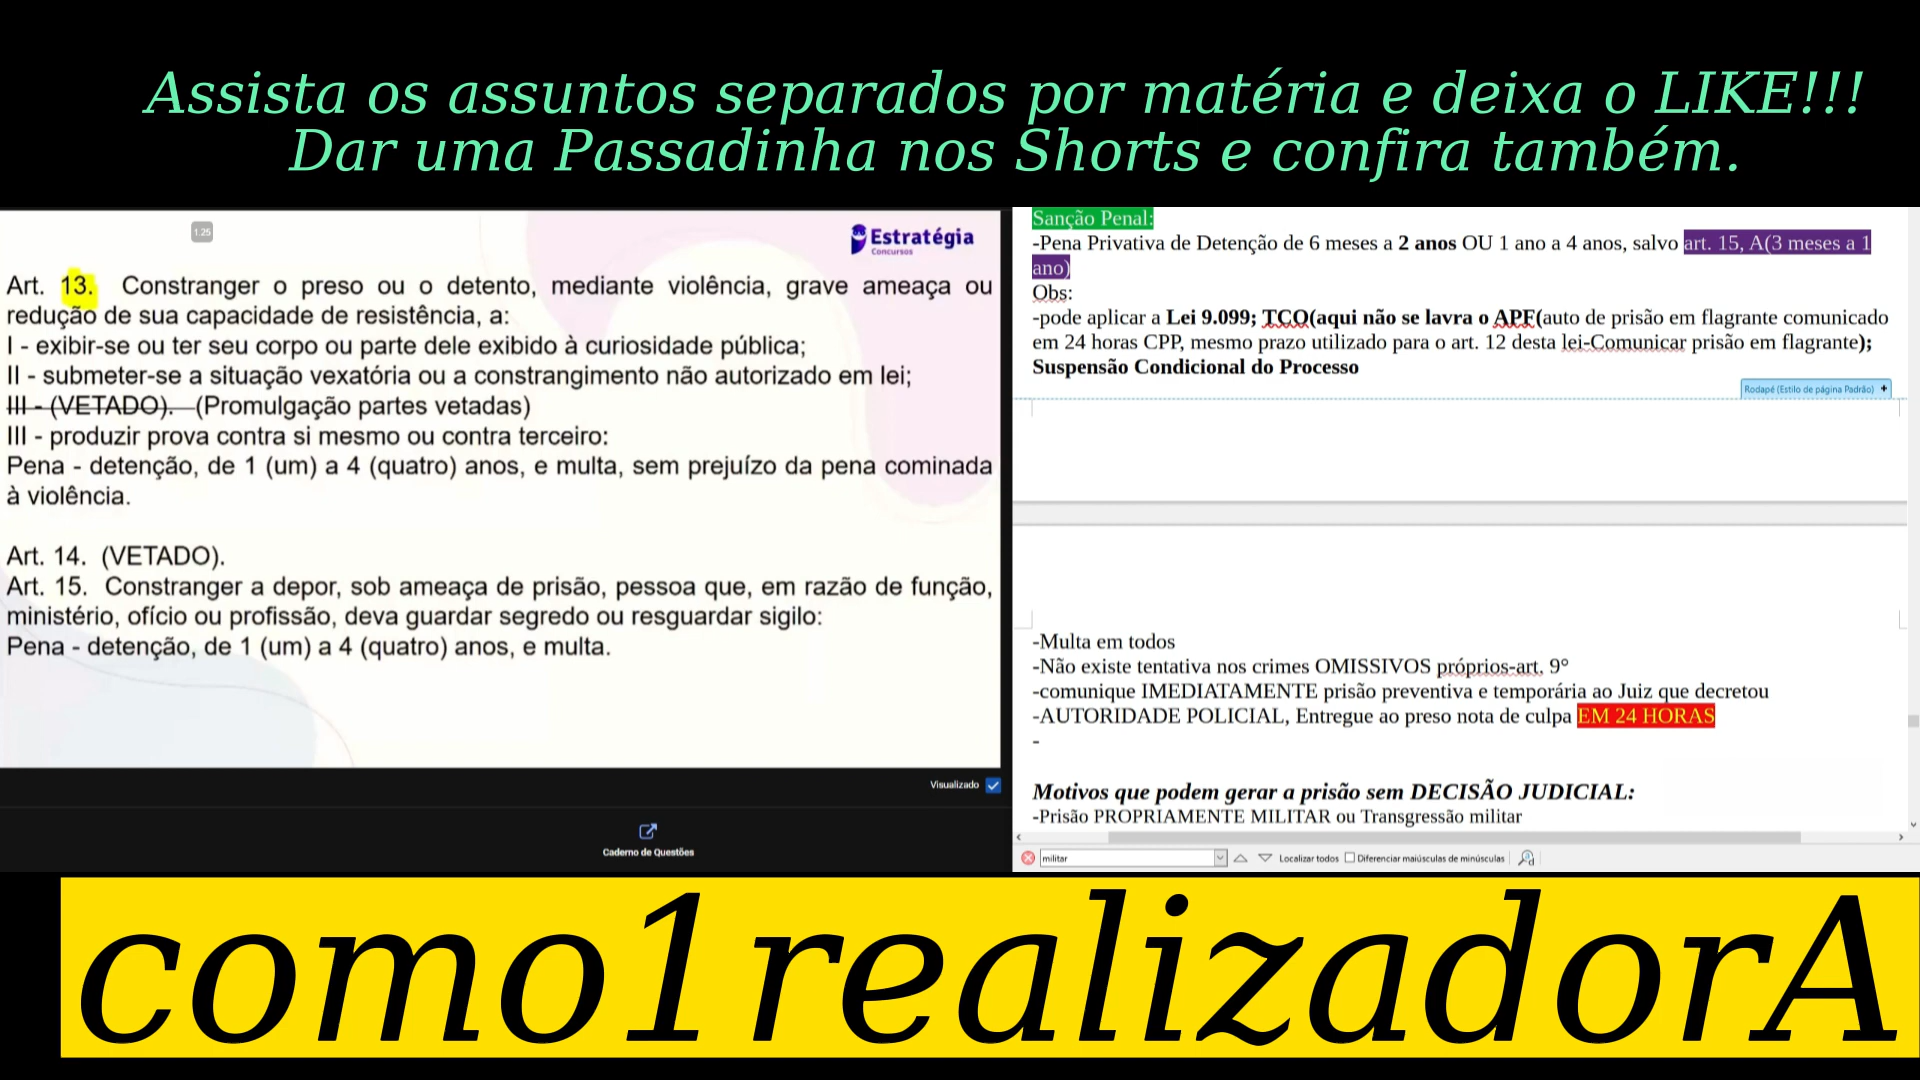 Assista os assuntos separados por matéria e deixa o LIKE!!!
Dar uma Passadinha nos Shorts e confira também.
1.25
Estratégia
Concursos
Art. 13. Constranger o preso ou o detento, mediante violência, grave ameaça ou
redução de sua capacidade de resistência, a:
I - exibir-se ou ter seu corpo ou parte dele exibido à curiosidade pública;
II - submeter-se a situação vexatória ou a constrangimento não autorizado em lei;
III - (VETADO). (Promulgação partes vetadas)
III - produzir prova contra si mesmo ou contra terceiro:
Pena - detenção, de 1 (um) a 4 (quatro) anos, e multa, sem prejuízo da pena cominada
à violência.
Art. 14. (VETADO).
Art. 15. Constranger a depor, sob ameaça de prisão, pessoa que, em razão de função,
ministério, ofício ou profissão, deva guardar segredo ou resguardar sigilo:
Pena - detenção, de 1 (um) a 4 (quatro) anos, e multa.
Visualizado
Caderno de Questões
Sanção Penal:
-Pena Privativa de Detenção de 6 meses a 2 anos OU 1 ano a 4 anos, salvo art. 15, A(3 meses a 1
ano)
Obs:
-pode aplicar a Lei 9.099; TCO(aqui não se lavra o APF(auto de prisão em flagrante comunicado
em 24 horas CPP, mesmo prazo utilizado para o art. 12 desta lei-Comunicar prisão em flagrante);
Suspensão Condicional do Processo
Rodapé (Estilo de página Padrão) +
-Multa em todos
-Não existe tentativa nos crimes OMISSIVOS próprios-art. 9°
-comunique IMEDIATAMENTE prisão preventiva e temporária ao Juiz que decretou
-AUTORIDADE POLICIAL, Entregue ao preso nota de culpa EM 24 HORAS
-
Motivos que podem gerar a prisão sem DECISÃO JUDICIAL:
-Prisão PROPRIAMENTE MILITAR ou Transgressão militar
militar
Localizar todos
Diferenciar maiúsculas de minúsculas
como1realizadorA